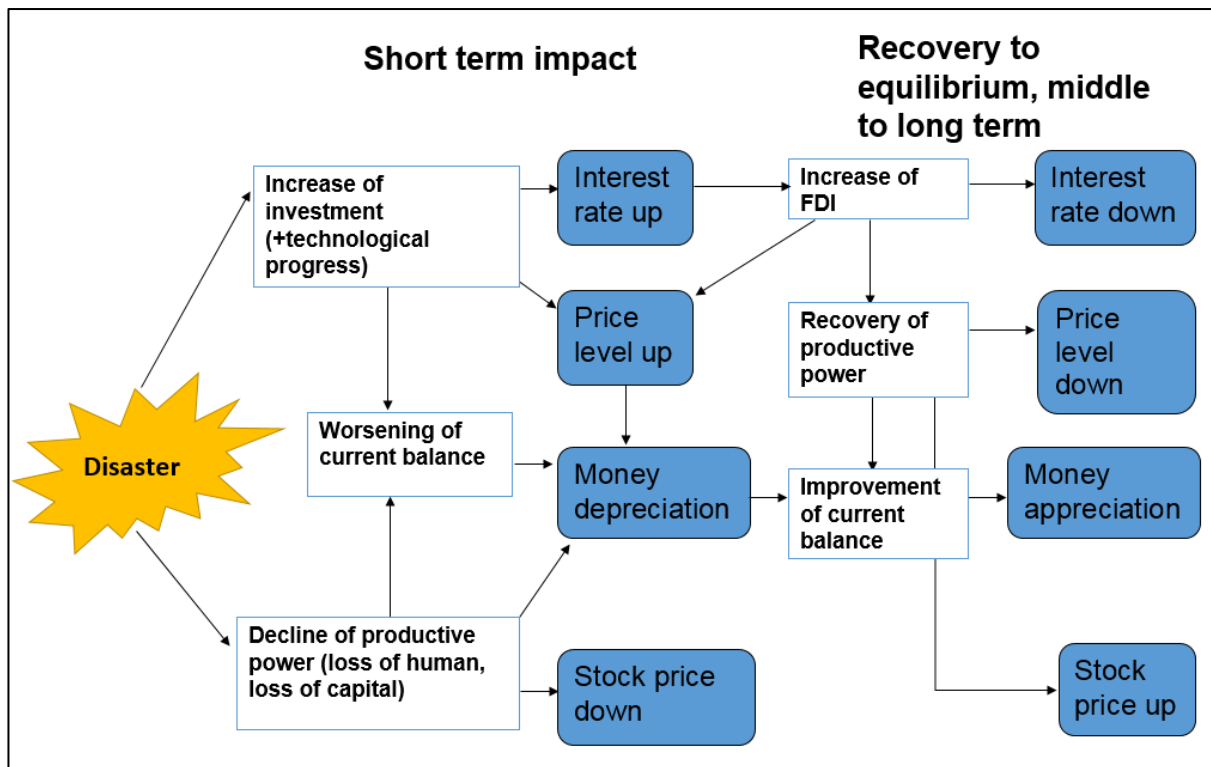 Short term impact
Recovery to
equilibrium, middle
to long term
Increase of
investment
(+technological
progress)
Interest
rate up
Increase of
FDI
Interest
rate down
Price
level up
Recovery of
productive
power
Price
level
down
Disaster
Worsening of
current balance
Money
depreciation
Improvement
of current
balance
Money
appreciation
Decline of productive
power (loss of human,
loss of capital)
Stock price
down
Stock
price up